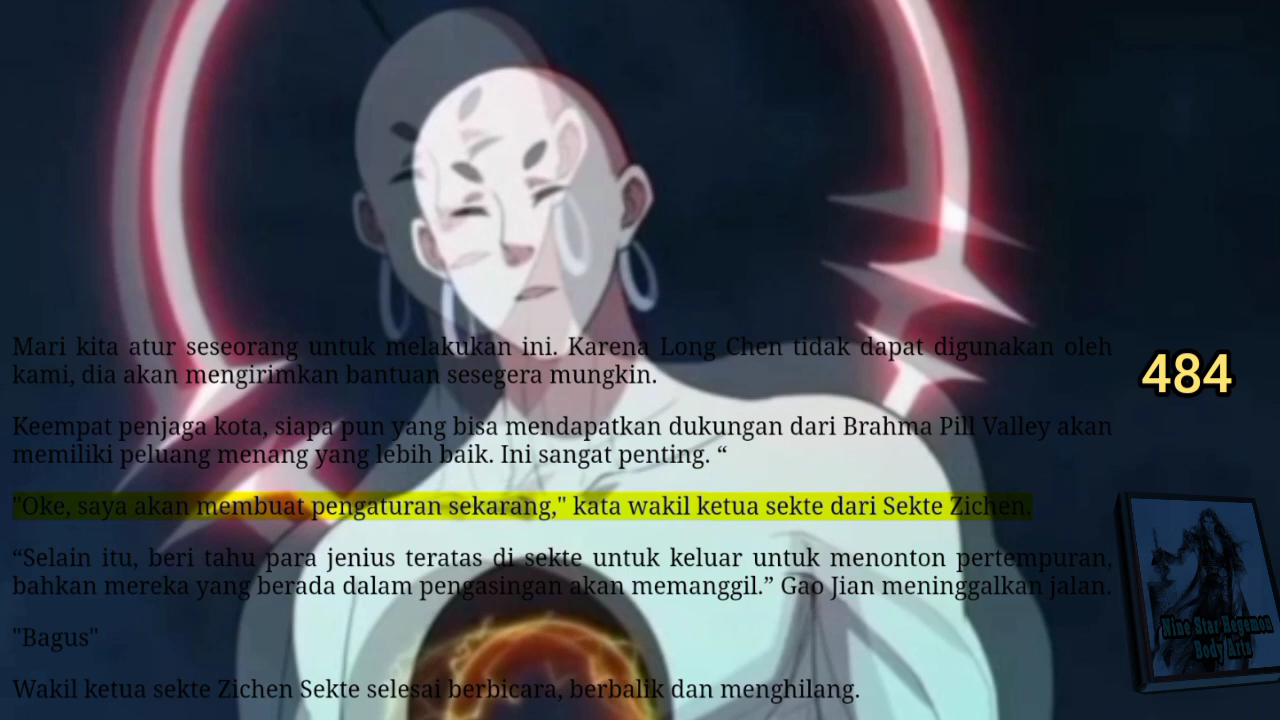 Mari kita atur seseorang untuk melakukan ini. Karena Long Chen tidak dapat digunakan oleh
kami, dia akan mengirimkan bantuan sesegera mungkin.
Keempat penjaga kota, siapa pun yang bisa mendapatkan dukungan dari Brahma Pill Valley akan
memiliki peluang menang yang lebih baik. Ini sangat penting. “
"Oke, saya akan membuat pengaturan sekarang," kata wakil ketua sekte dari Sekte Zichen.
“Selain itu, beri tahu para jenius teratas di sekte untuk keluar untuk menonton pertempuran,
bahkan mereka yang berada dalam pengasingan akan memanggil.” Gao Jian meninggalkan jalan.
"Bagus"
Wakil ketua sekte Zichen Sekte selesai berbicara, berbalik dan menghilang.
484
Nine Star Hegemon
Body Arts